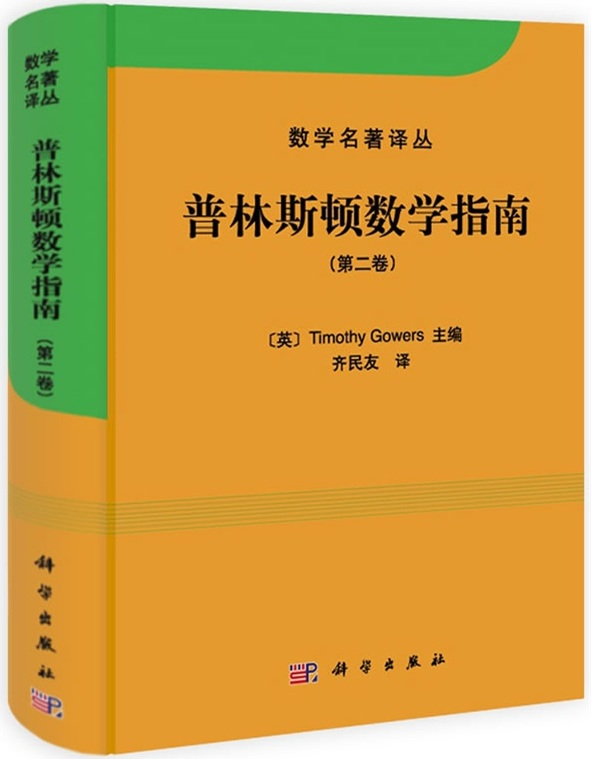 数学
名著
译丛
普林斯顿数学指南
(第二卷)
科学出版社
数学名著译丛
普林斯顿数学指南
(第二卷)
〔英〕Timothy Gowers 主编
齐民友 译
科学出版社